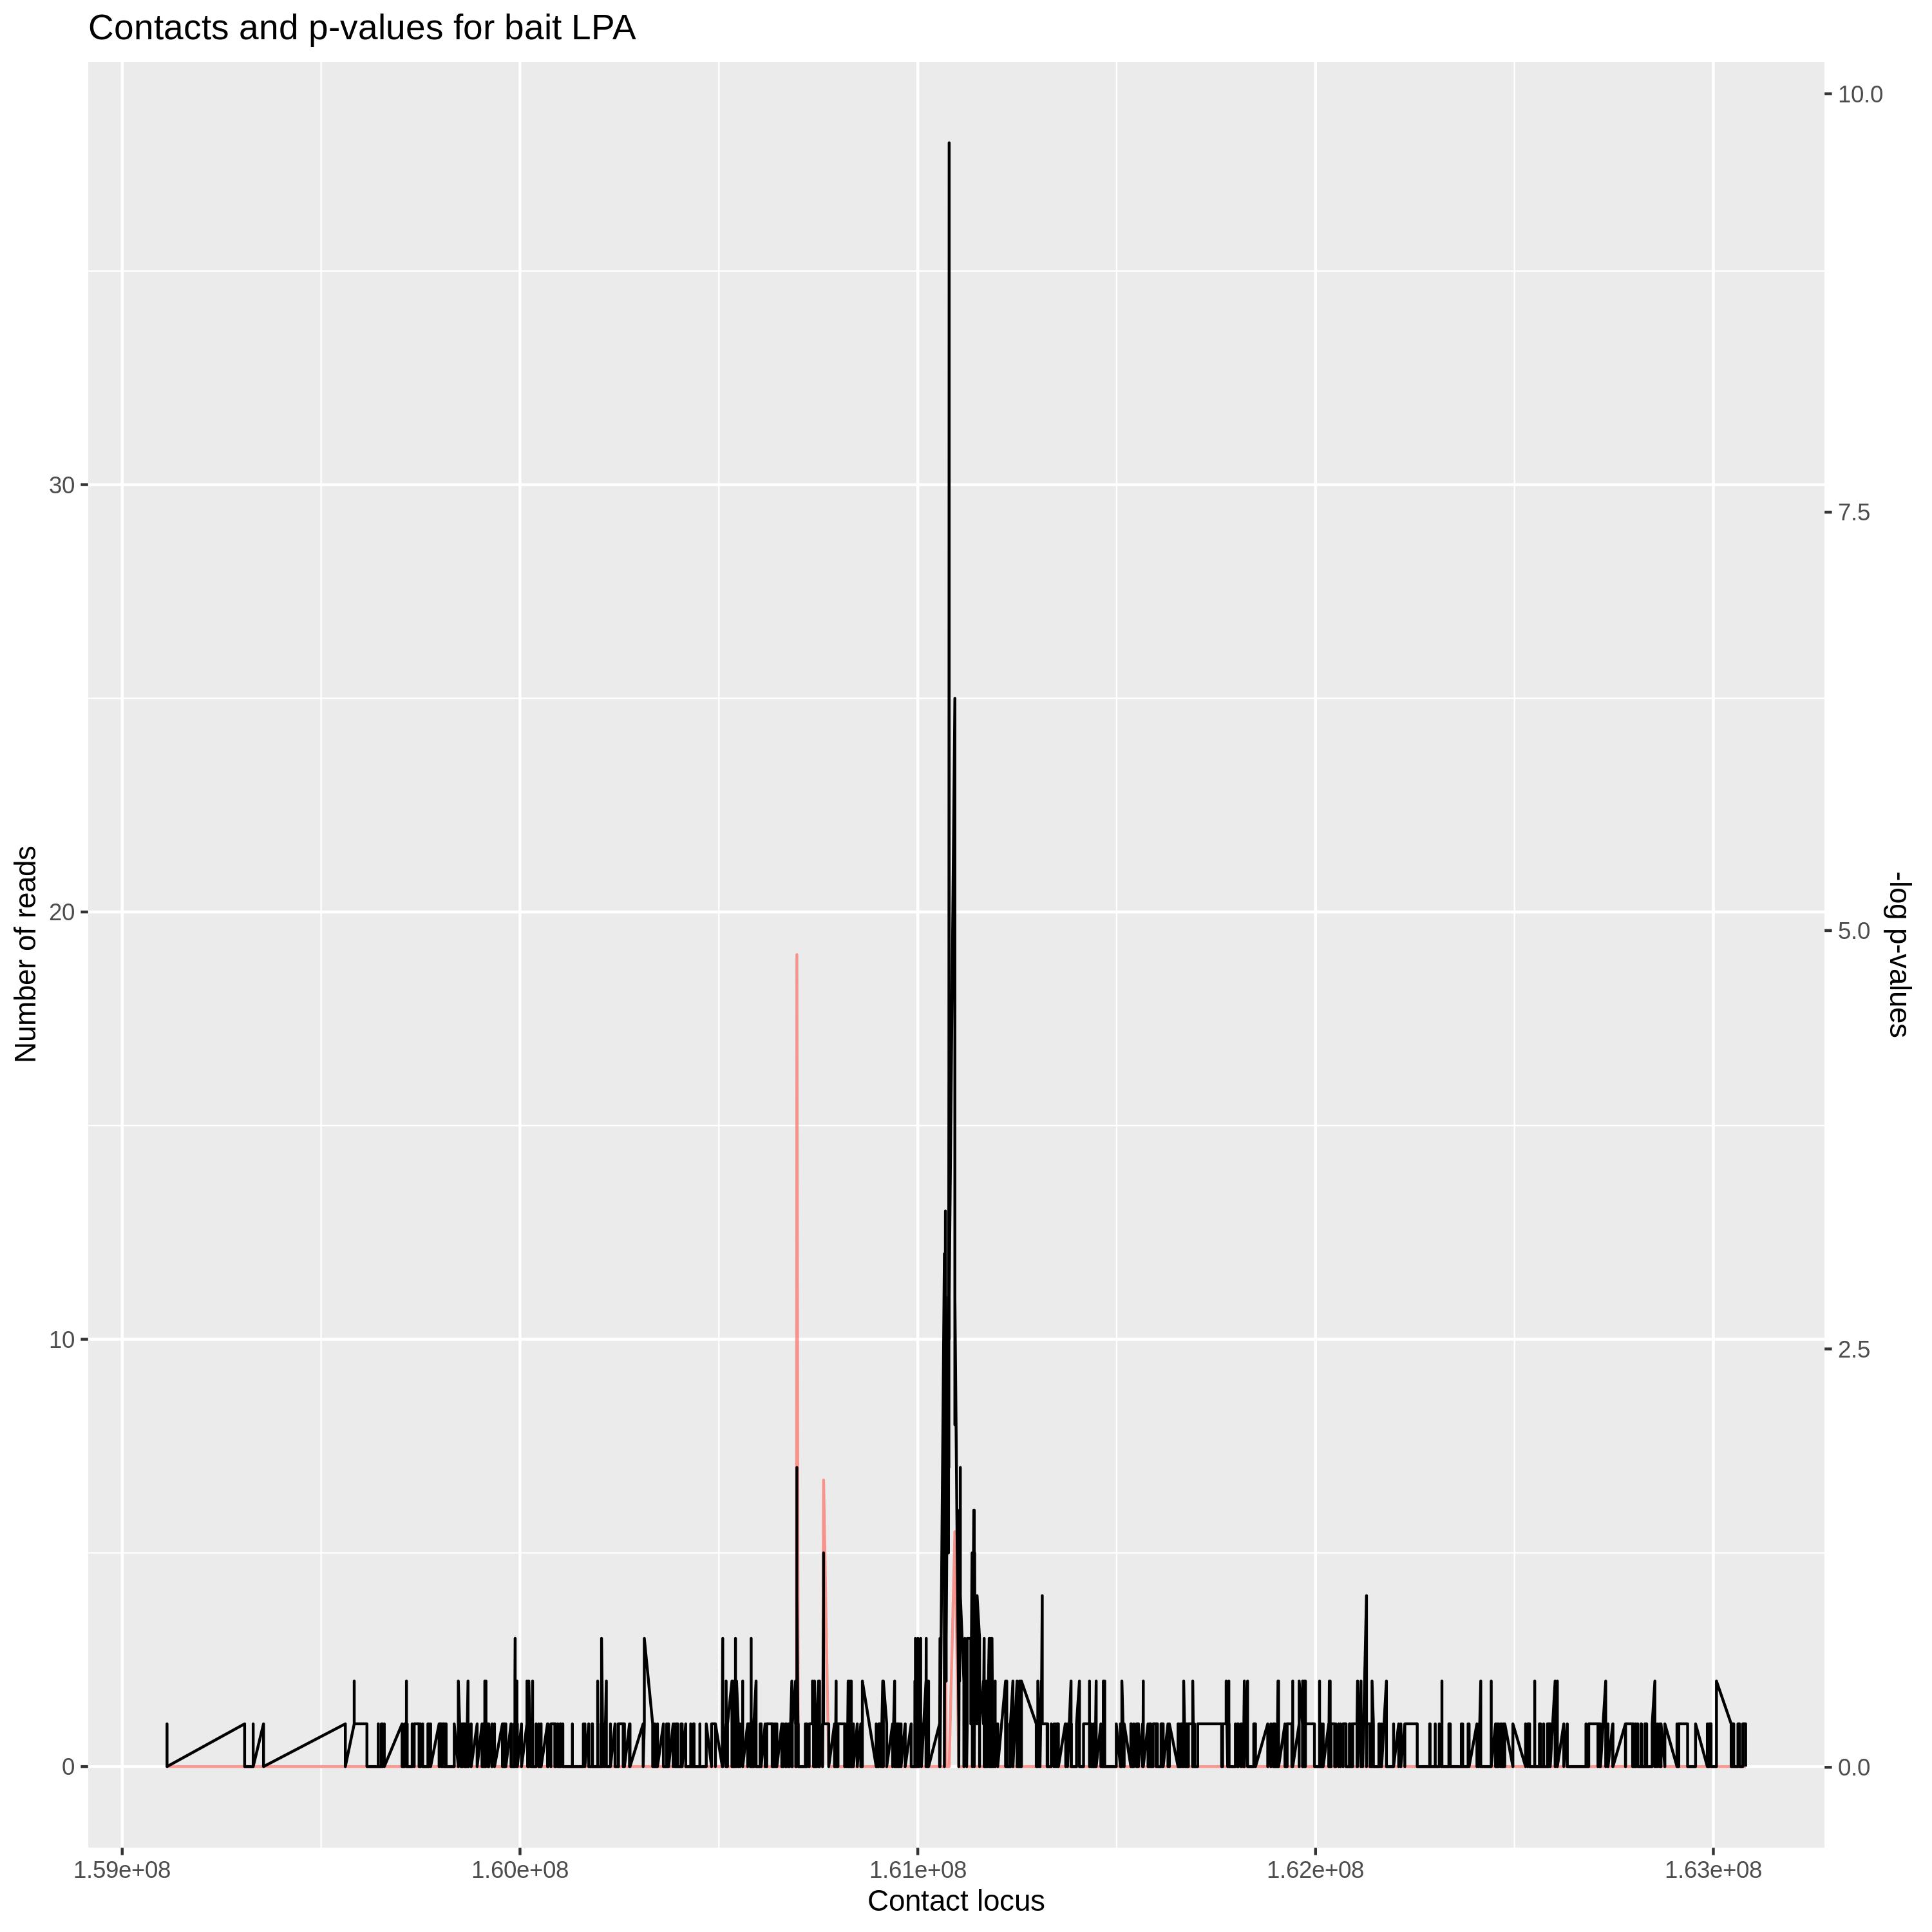 Contacts and p-values for bait LPA
10.0
30
7.5
Number of reads
20
5.0
-log p-values
10
2.5
0
0.0
1.59e+08
1.60e+08
1.61e+08
1.62e+08
1.63e+08
Contact locus